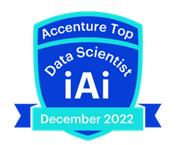 Accenture Top
Data Scientist
iAi
December 2022